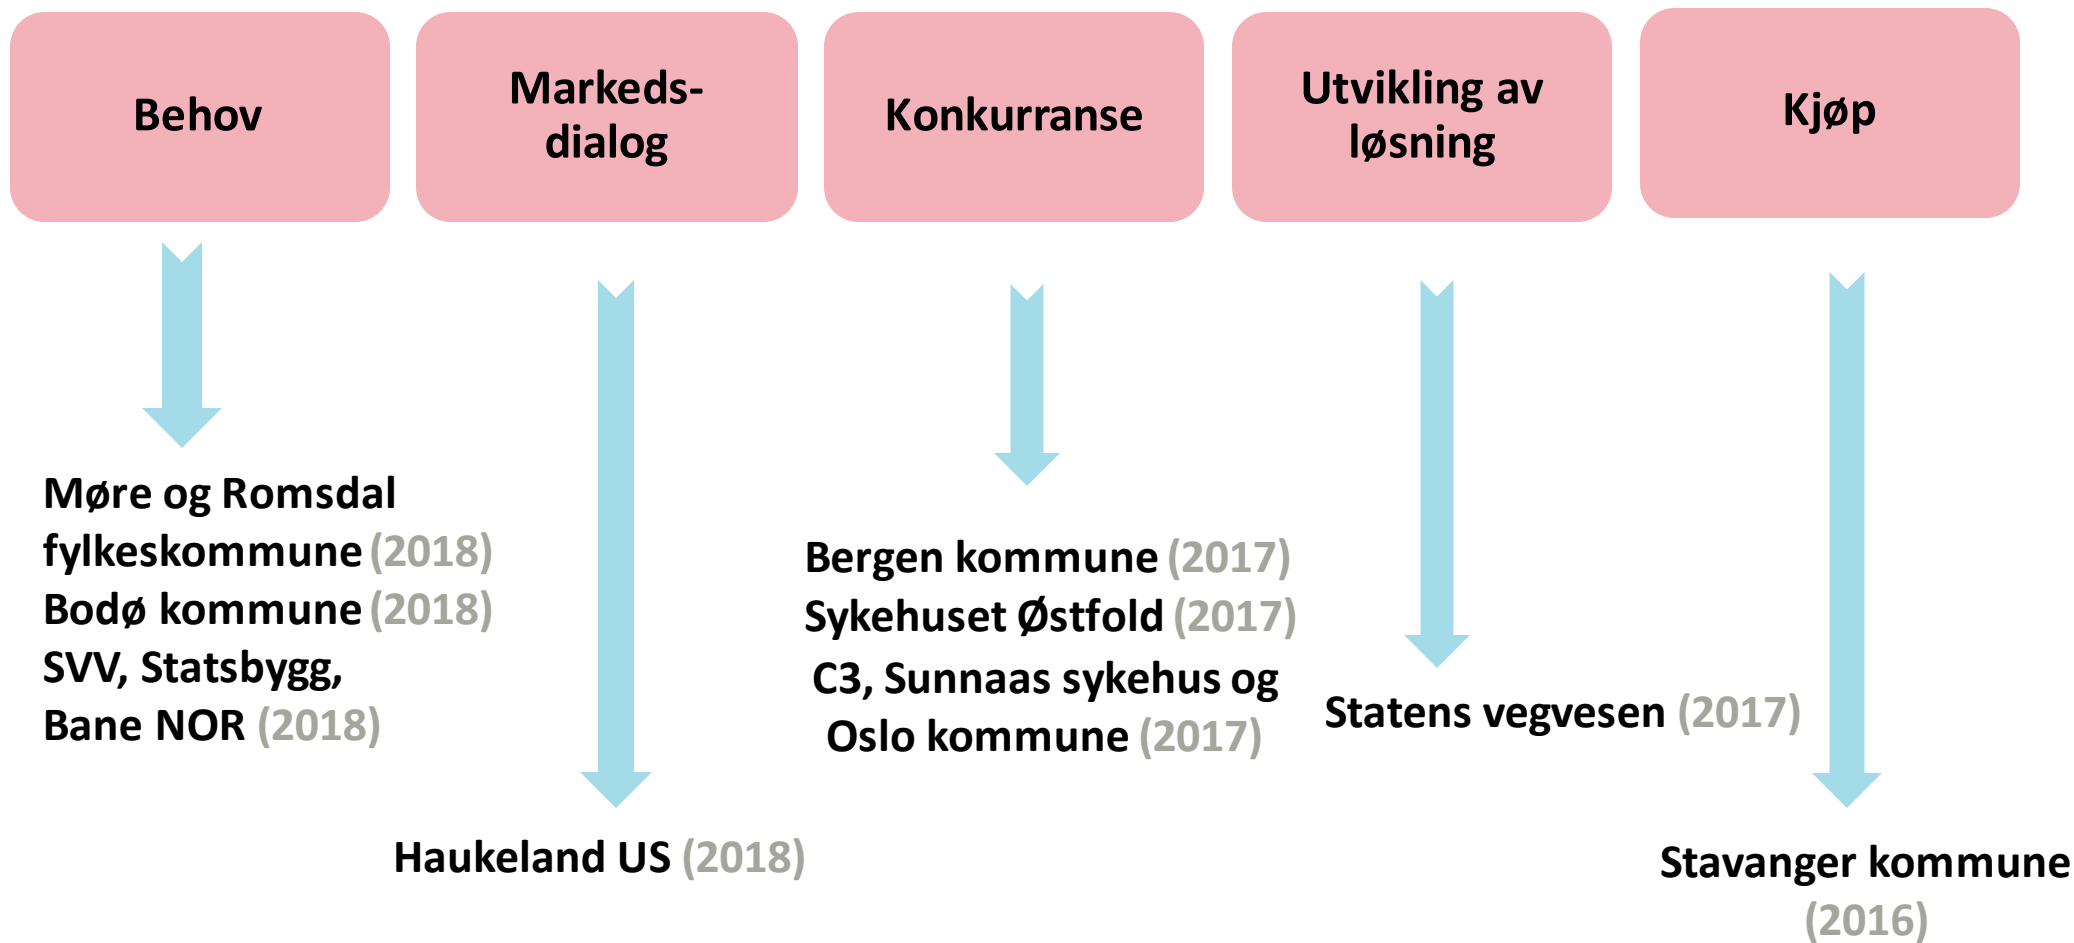 Behov
Markeds-
dialog
Konkurranse
Utvikling av
løsning
Kjøp
Møre og Romsdal
fylkeskommune (2018)
Bodø kommune (2018)
SVV, Statsbygg,
Bane NOR (2018)
Haukeland US (2018)
Bergen kommune (2017)
Sykehuset Østfold (2017)
C3, Sunnaas sykehus og
Oslo kommune (2017)
Statens vegvesen (2017)
Stavanger kommune
(2016)